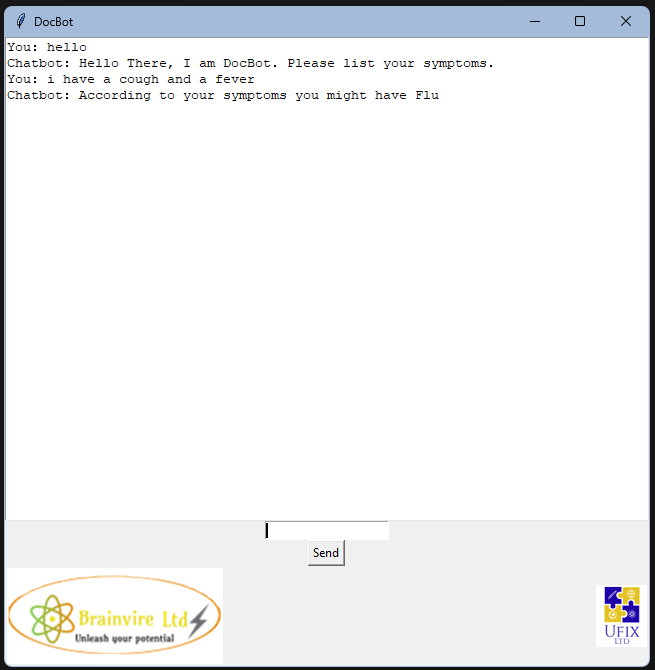 DocBot
You: hello
Chatbot: Hello There, I am DocBot. Please list your symptoms.
You: i have a cough and a fever
Chatbot: According to your symptoms you might have Flu
Send
Brainvire Ltd
Unleash your potential
UFIX
LTD